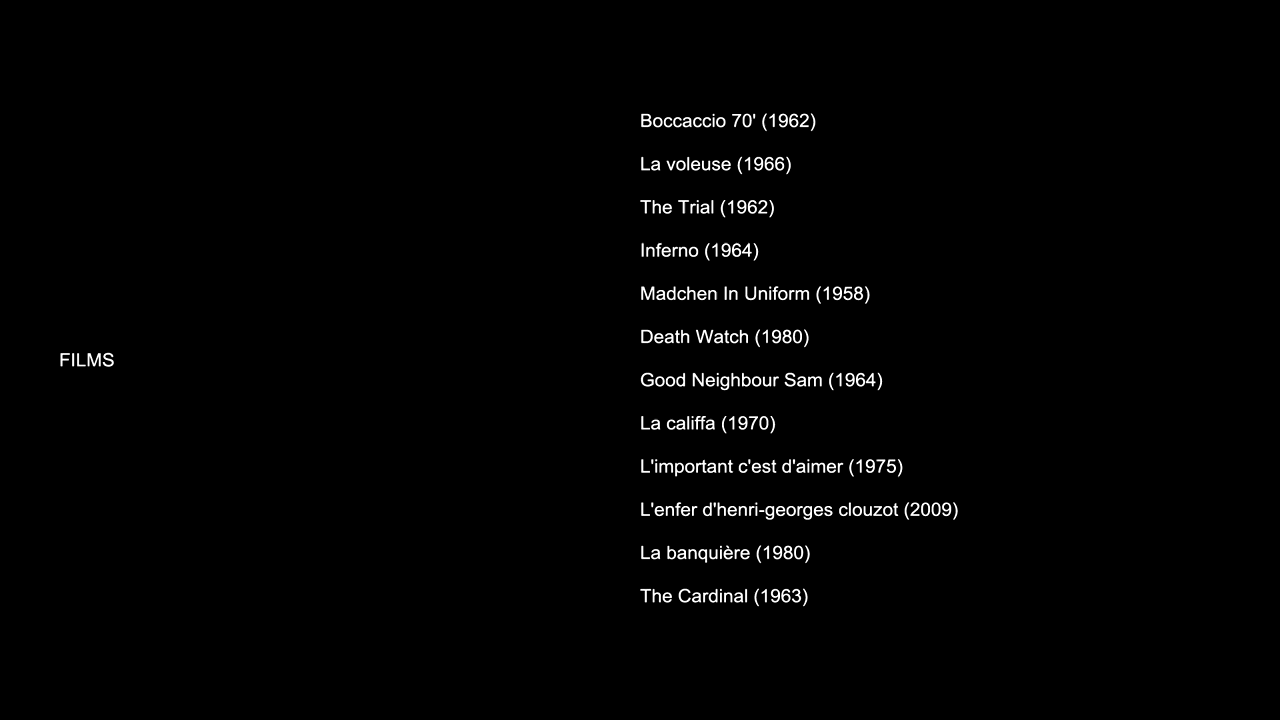 FILMS
Boccaccio 70' (1962)
La voleuse (1966)
The Trial (1962)
Inferno (1964)
Madchen In Uniform (1958)
Death Watch (1980)
Good Neighbour Sam (1964)
La califfa (1970)
L'important c'est d'aimer (1975)
L'enfer d'henri-georges clouzot (2009)
La banquière (1980)
The Cardinal (1963)